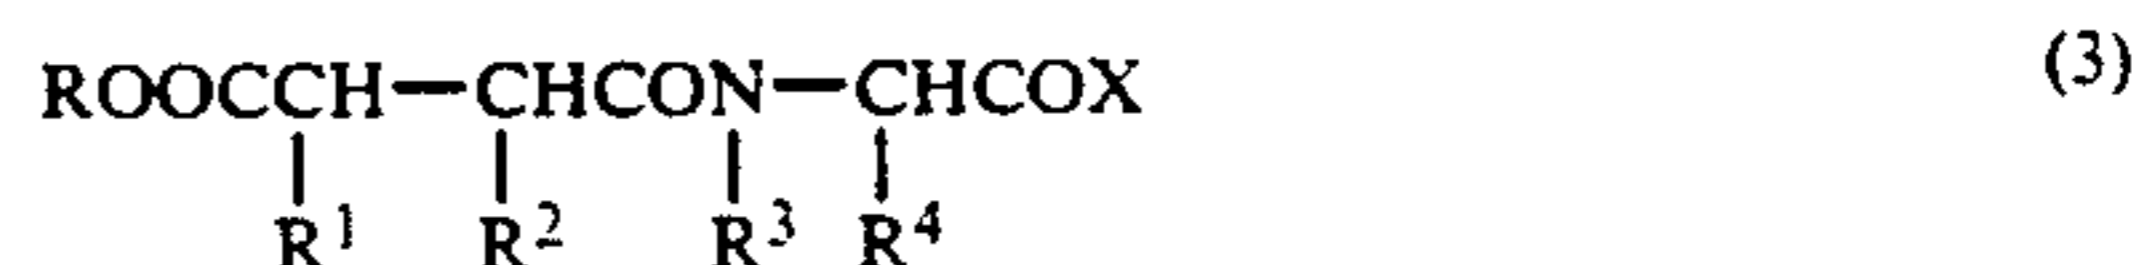 ROOCCH—CHCON—CHCOX (3)
R¹ R² R³ R⁴